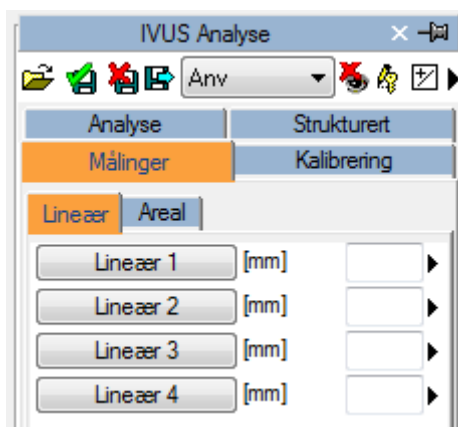 IVUS Analyse
Anv
Analyse Strukturert
Målinger Kalibrering
Lineær Areal
Lineær 1 [mm]
Lineær 2 [mm]
Lineær 3 [mm]
Lineær 4 [mm]